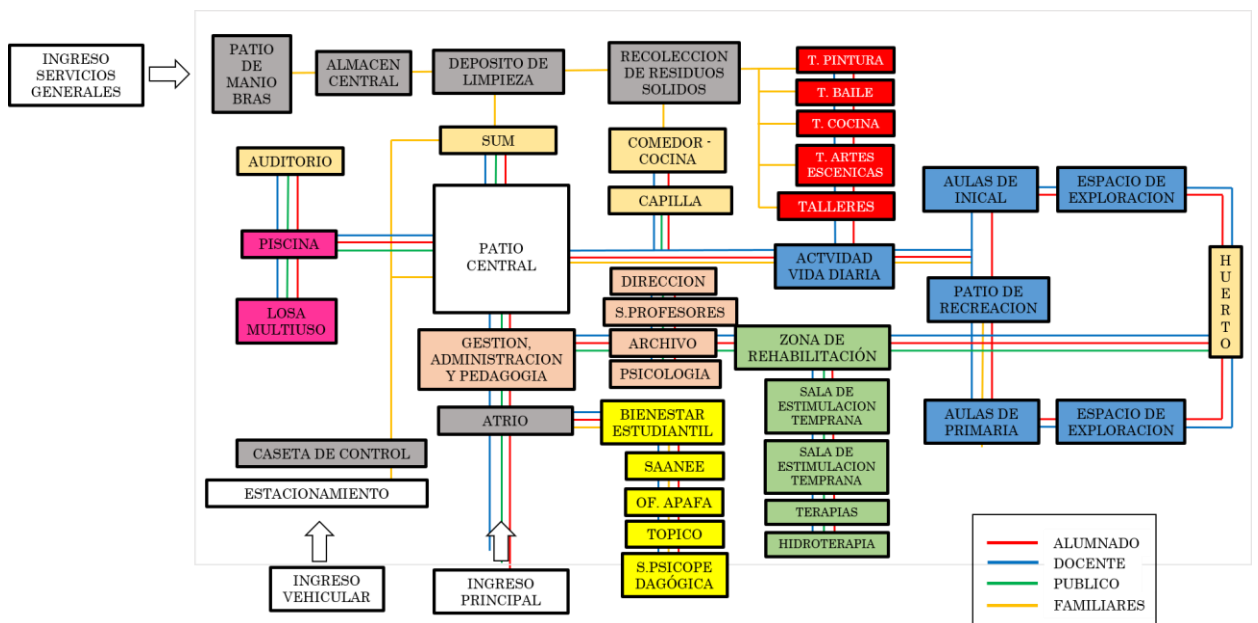 INGRESO
SERVICIOS
GENERALES
PATIO
DE
MANIO
BRAS
ALMACEN
CENTRAL
DEPOSITO DE
LIMPIEZA
RECOLECCION
DE RESIDUOS
SOLIDOS
T. PINTURA
T. BAILE
T. COCINA
T. ARTES
ESCENICAS
TALLERES
SUM
COMEDOR -
COCINA
CAPILLA
AUDITORIO
PISCINA
LOSA
MULTIUSO
PATIO
CENTRAL
ACTVIDAD
VIDA DIARIA
AULAS DE
INICAL
ESPACIO DE
EXPLORACION
PATIO DE
RECREACION
HUERTO
AULAS DE
PRIMARIA
ESPACIO DE
EXPLORACION
DIRECCION
S.PROFESORES
ARCHIVO
PSICOLOGIA
GESTION,
ADMINISTRACION
Y PEDAGOGIA
ZONA DE
REHABILITACIÓN
SALA DE
ESTIMULACION
TEMPRANA
SALA DE
ESTIMULACION
TEMPRANA
TERAPIAS
HIDROTERAPIA
ATRIO
BIENESTAR
ESTUDIANTIL
SAANEE
OF. APAFA
TOPICO
S.PSICOPE
DAGÓGICA
CASETA DE CONTROL
ESTACIONAMIENTO
INGRESO
VEHICULAR
INGRESO
PRINCIPAL
ALUMNADO
DOCENTE
PUBLICO
FAMILIARES